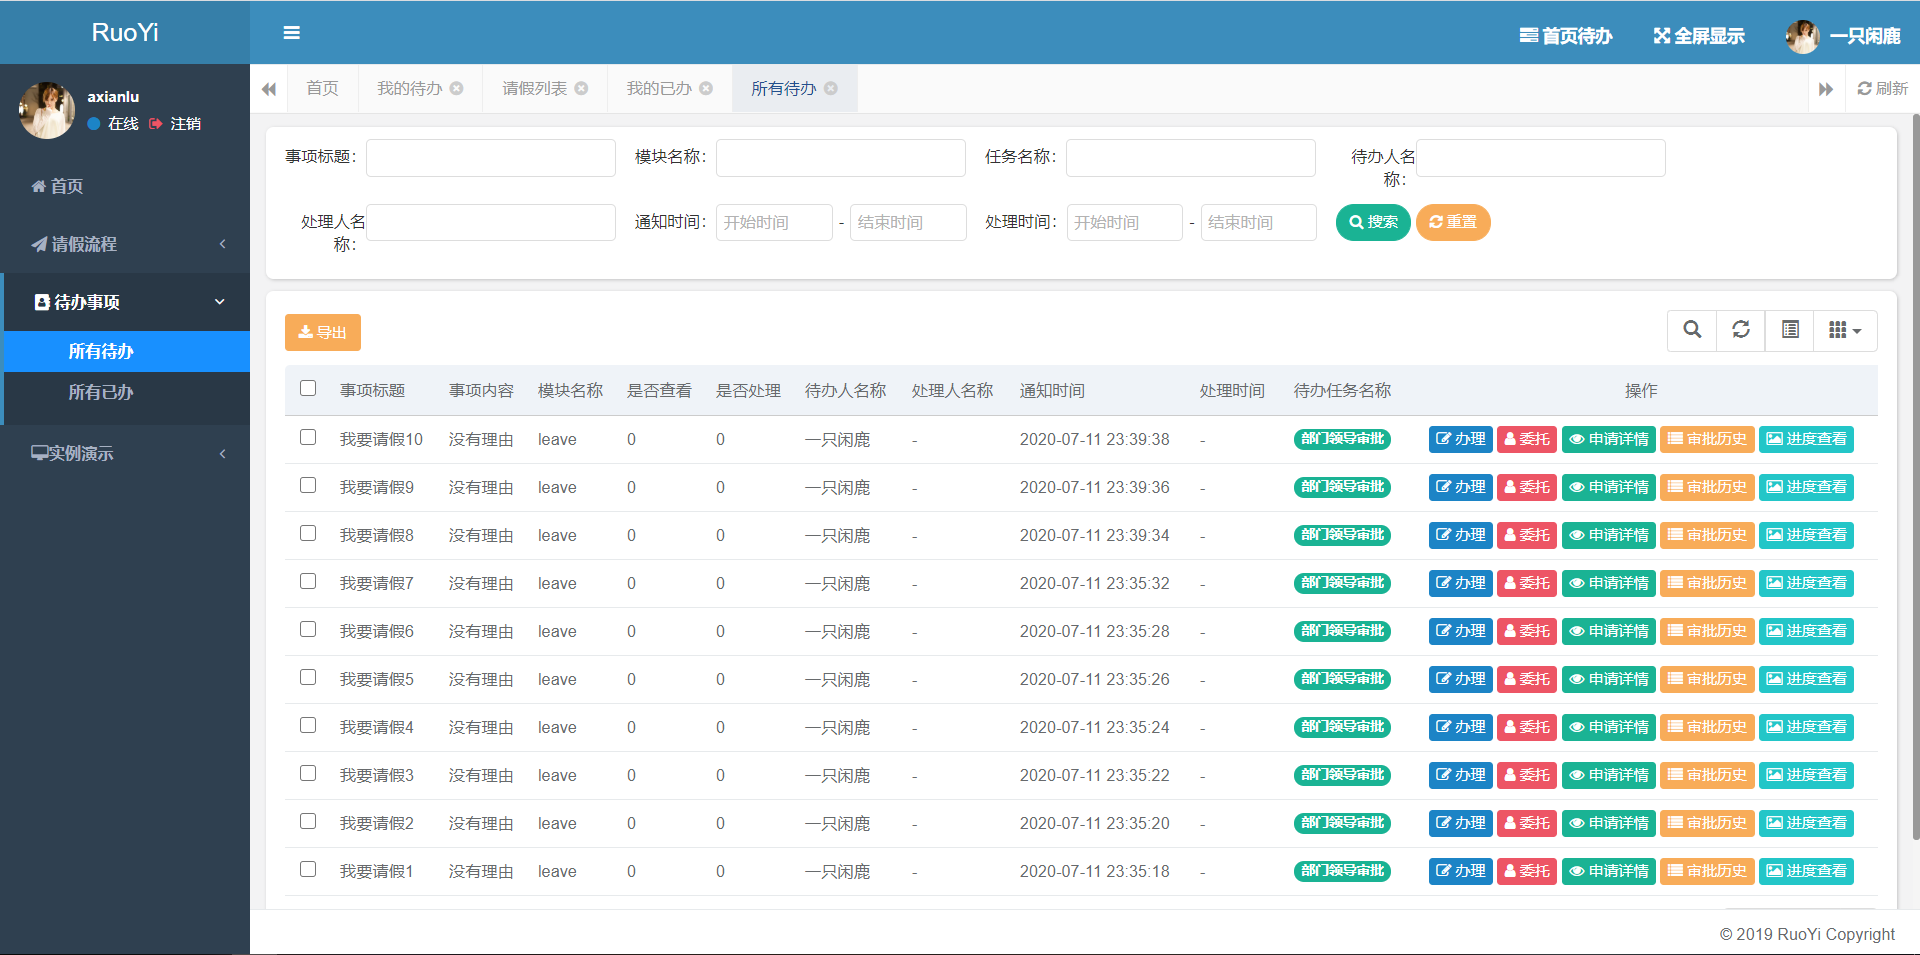 RuoYi
首页待办 全屏显示 一只闲鹿
axianlu
在线 注销
首页 我的待办 请假列表 我的已办 所有待办 刷新
首页
请假流程
待办事项
所有待办
所有已办
实例演示
事项标题： 模块名称： 任务名称： 待办人名称：
处理人名称： 通知时间： 开始时间 - 结束时间 处理时间： 开始时间 - 结束时间 搜索 重置
导出
事项标题 事项内容 模块名称 是否查看 是否处理 待办人名称 处理人名称 通知时间 处理时间 待办任务名称 操作
我要请假10 没有理由 leave 0 0 一只闲鹿 - 2020-07-11 23:39:38 - 部门领导审批 办理 委托 申请详情 审批历史 进度查看
我要请假9 没有理由 leave 0 0 一只闲鹿 - 2020-07-11 23:39:36 - 部门领导审批 办理 委托 申请详情 审批历史 进度查看
我要请假8 没有理由 leave 0 0 一只闲鹿 - 2020-07-11 23:39:34 - 部门领导审批 办理 委托 申请详情 审批历史 进度查看
我要请假7 没有理由 leave 0 0 一只闲鹿 - 2020-07-11 23:35:32 - 部门领导审批 办理 委托 申请详情 审批历史 进度查看
我要请假6 没有理由 leave 0 0 一只闲鹿 - 2020-07-11 23:35:28 - 部门领导审批 办理 委托 申请详情 审批历史 进度查看
我要请假5 没有理由 leave 0 0 一只闲鹿 - 2020-07-11 23:35:26 - 部门领导审批 办理 委托 申请详情 审批历史 进度查看
我要请假4 没有理由 leave 0 0 一只闲鹿 - 2020-07-11 23:35:24 - 部门领导审批 办理 委托 申请详情 审批历史 进度查看
我要请假3 没有理由 leave 0 0 一只闲鹿 - 2020-07-11 23:35:22 - 部门领导审批 办理 委托 申请详情 审批历史 进度查看
我要请假2 没有理由 leave 0 0 一只闲鹿 - 2020-07-11 23:35:20 - 部门领导审批 办理 委托 申请详情 审批历史 进度查看
我要请假1 没有理由 leave 0 0 一只闲鹿 - 2020-07-11 23:35:18 - 部门领导审批 办理 委托 申请详情 审批历史 进度查看
© 2019 RuoYi Copyright